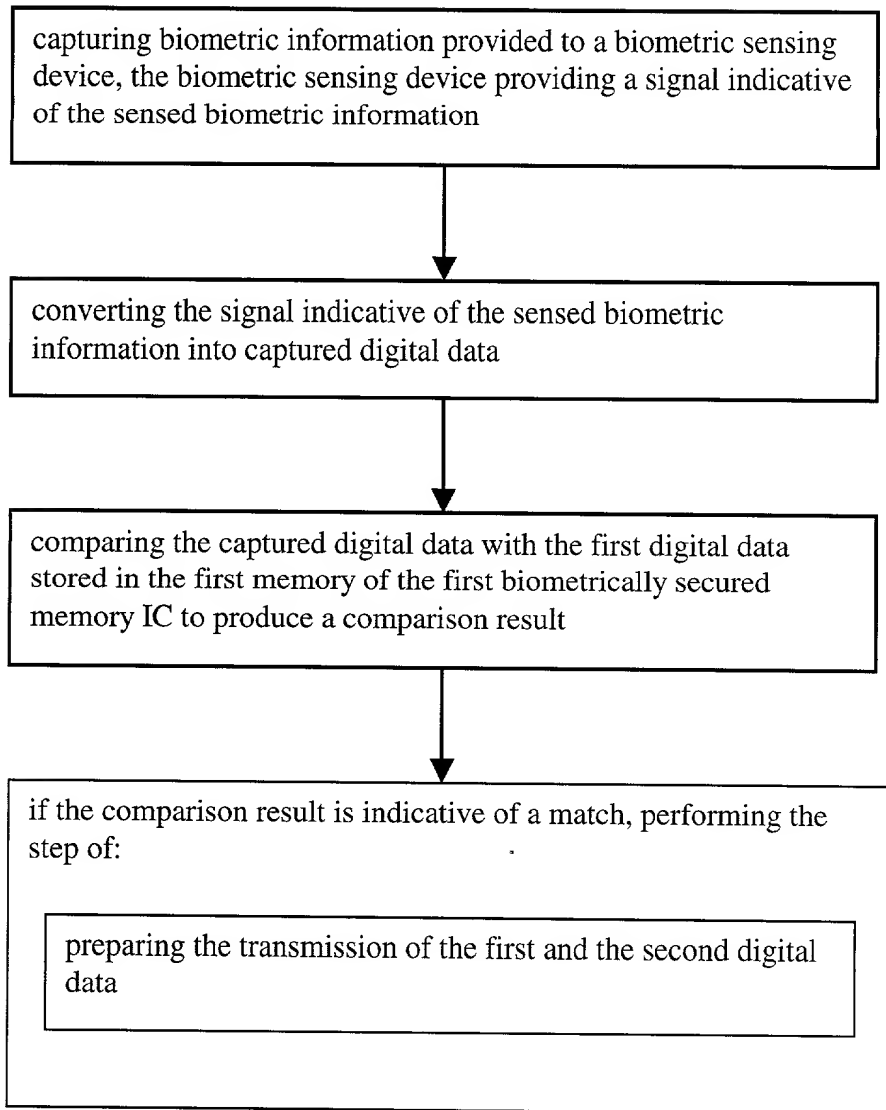 capturing biometric information provided to a biometric sensing
device, the biometric sensing device providing a signal indicative
of the sensed biometric information
converting the signal indicative of the sensed biometric
information into captured digital data
comparing the captured digital data with the first digital data
stored in the first memory of the first biometrically secured
memory IC to produce a comparison result
if the comparison result is indicative of a match, performing the
step of:
preparing the transmission of the first and the second digital
data